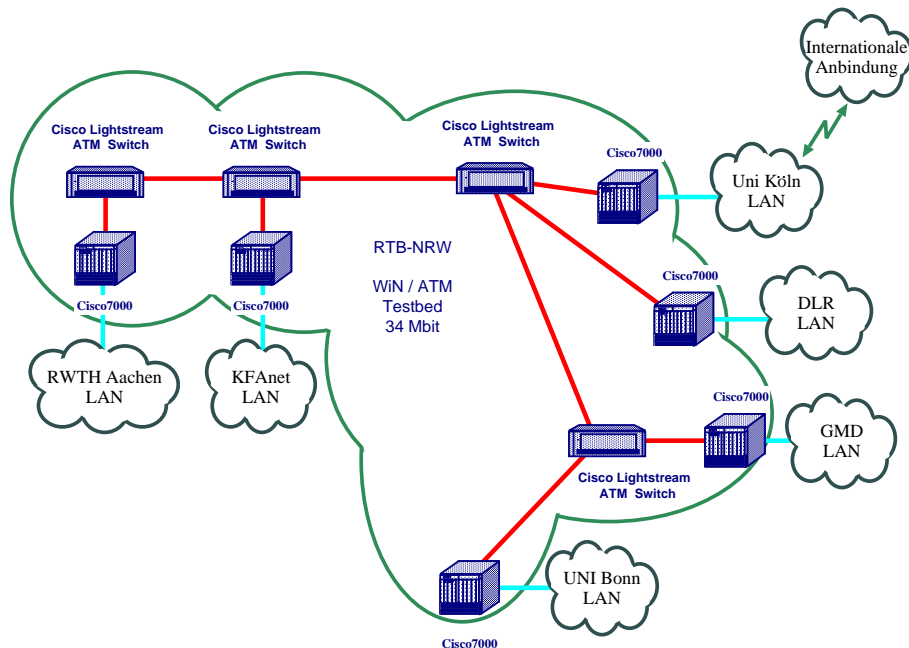 Internationale
Anbindung
Cisco Lightstream
ATM Switch
Cisco Lightstream
ATM Switch
Cisco Lightstream
ATM Switch
Cisco7000
Uni Köln
LAN
RTB-NRW
WiN / ATM
Testbed
34 Mbit
Cisco7000
Cisco7000
Cisco7000
DLR
LAN
RWTH Aachen
LAN
KFAnet
LAN
Cisco7000
GMD
LAN
Cisco Lightstream
ATM Switch
UNI Bonn
LAN
Cisco7000